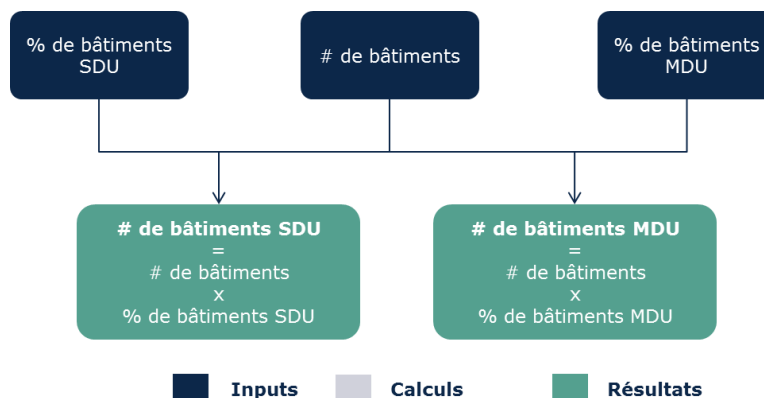 % de bâtiments
SDU
# de bâtiments
% de bâtiments
MDU
# de bâtiments SDU
=
# de bâtiments
x
% de bâtiments SDU
# de bâtiments MDU
=
# de bâtiments
x
% de bâtiments MDU
Inputs
Calculs
Résultats